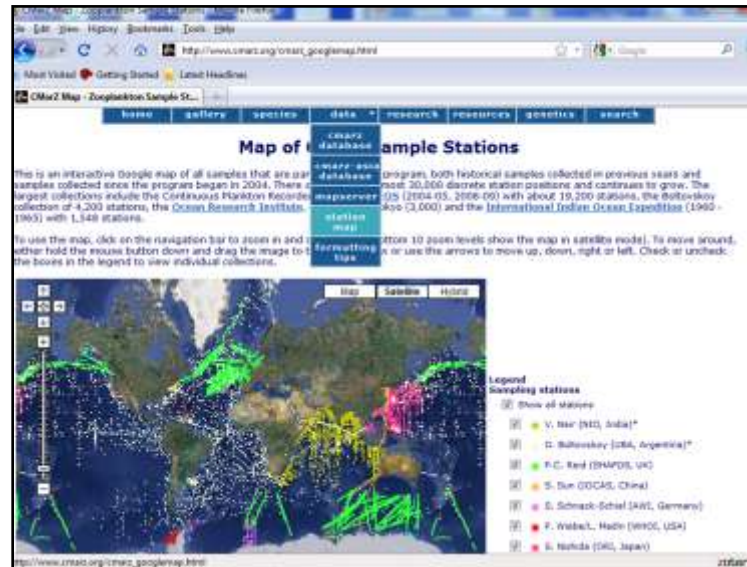 File Edit View History Bookmarks Tools Help
http://www.cmarz.org/cmarz_googlemap.html
Google
Most Visited Getting Started Latest Headlines
CMarZ Map - Zooplankton Sample St...
home gallery species data research resources genetics search
cmarz database
cmarz-asia database
mapserver
station map
formatting tips
Map of ample Stations
This is an interactive Google map of all samples that are par program, both historical samples collected in previous years and
samples collected since the program began in 2004. There most 30,000 discrete station positions and continues to grow. The
largest collections include the Continuous Plankton Recorder OS (2004-05, 2008-09) with about 19,200 stations, the Boltovskoy
collection of 4,200 stations, the Ocean Research Institute, okyo (3,000) and the International Indian Ocean Expedition (1960 -
1965) with 1,548 stations.
To use the map, click on the navigation bar to zoom in and ottom 10 zoom levels show the map in satellite mode). To move around,
either hold the mouse button down and drag the image to t or use the arrows to move up, down, right or left. Check or uncheck
the boxes in the legend to view individual collections.
Map Satellite Hybrid
Legend
Sampling stations
Show all stations
V. Nair (NIO, India)*
D. Boltovskoy (UBA, Argentina)*
P.C. Reid (SHAFOS, UK)
S. Sun (IOCAS, China)
S. Schnack-Schiel (AWI, Germany)
P. Wiebe/L. Madin (WHOI, USA)
S. Nishida (ORI, Japan)
http://www.cmarz.org/cmarz_googlemap.html
zotero